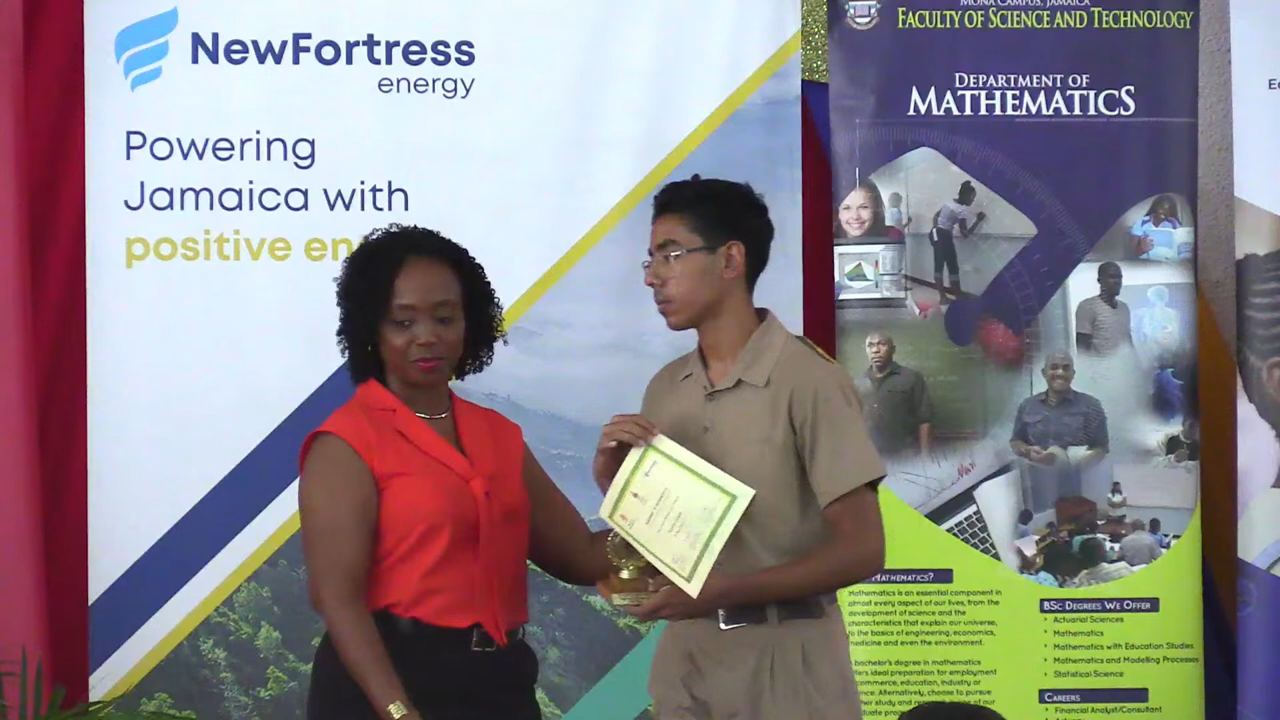 NewFortress
energy
Powering
Jamaica with
positive en
MONA CAMPUS, JAMAICA
FACULTY OF SCIENCE AND TECHNOLOGY
DEPARTMENT OF
MATHEMATICS
MATHEMATICS?
Mathematics is an essential component in
almost every aspect of our lives, from the
development of science and the
characteristics that explain our universe,
to the basics of engineering, economics,
medicine and even the environment.
bachelor's degree in mathematics
ideal preparation for employment
commerce, education, industry or
Alternatively, choose to pursue
study and
BSC DEGREES WE OFFER
Actuarial Sciences
Mathematics
Mathematics with Education Studies
Mathematics and Modelling Processes
Statistical Science
CAREERS
Financial Analyst/Consultant